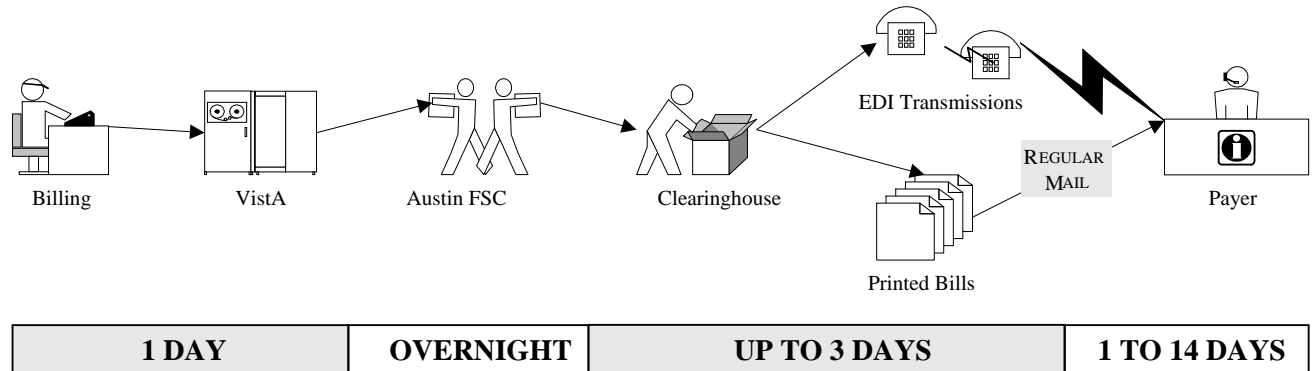 EDI Transmissions
REGULAR
MAIL
Billing
VistA
Austin FSC
Clearinghouse
Payer
Printed Bills
1 DAY
OVERNIGHT
UP TO 3 DAYS
1 TO 14 DAYS